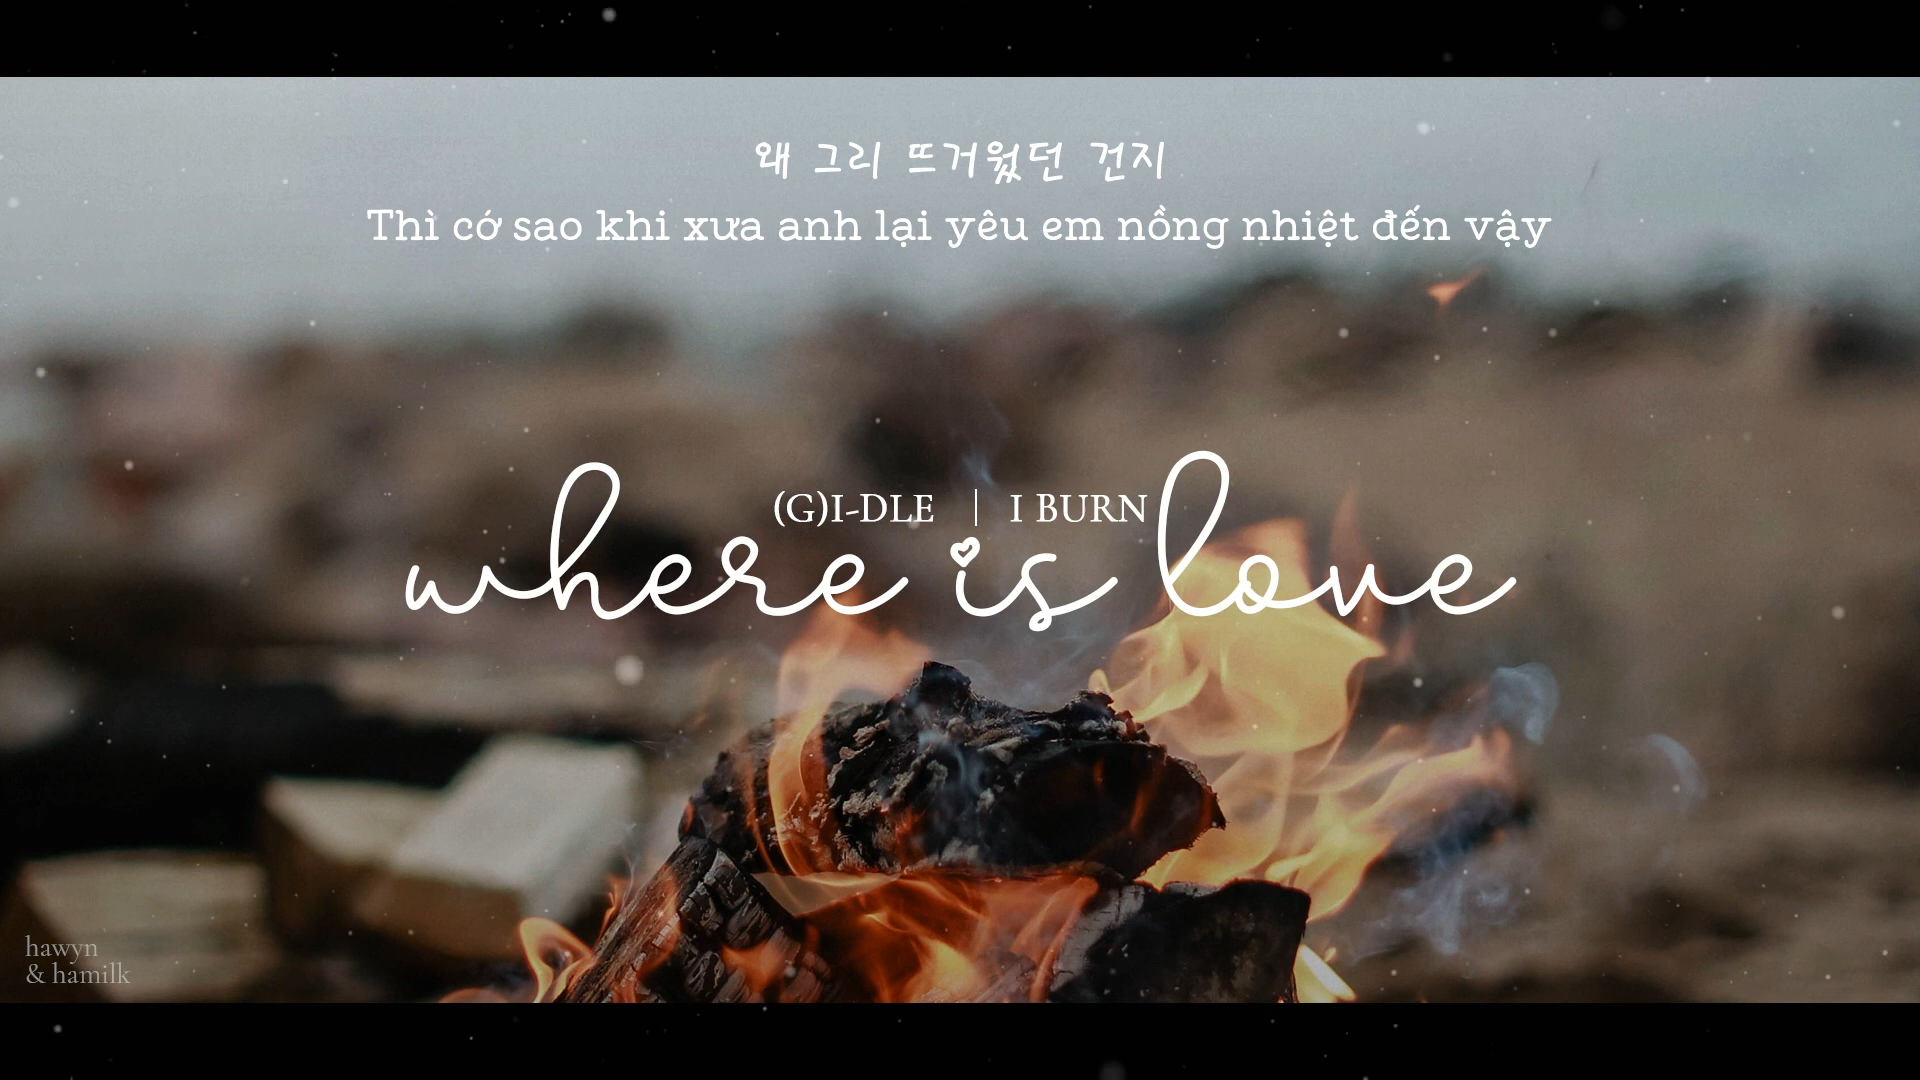 왜 그리 뜨거웠던 건지
Thì cớ sao khi xưa anh lại yêu em nồng nhiệt đến vậy
(G)I-DLE | I BURN
where is love
hawyn
& hamilk